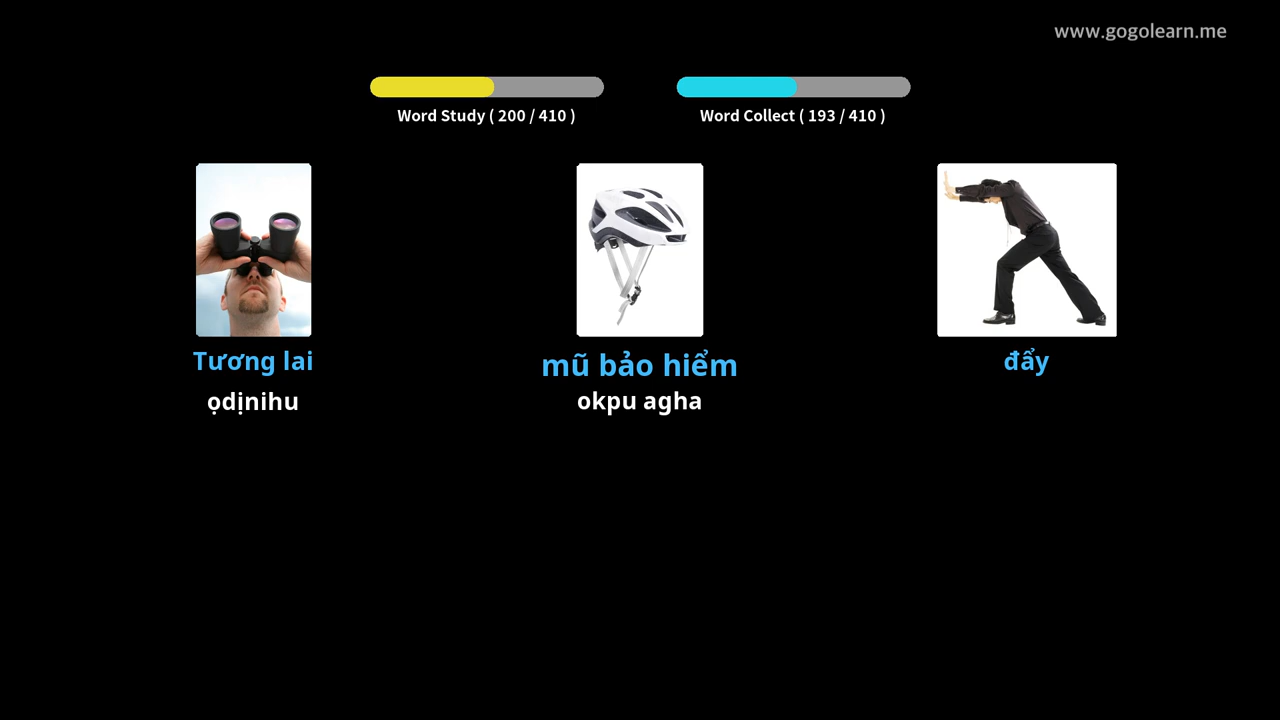 www.gogolearn.me
Word Study ( 200 / 410 )
Word Collect ( 193 / 410 )
Tương lai
mũ bảo hiểm
đẩy
ọdịnihu
okpu agha